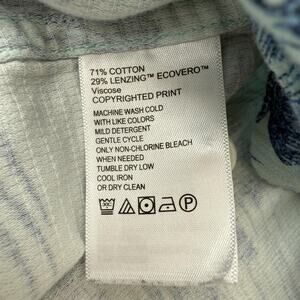 71% COTTON
29% LENZING™ ECOVERO™
Viscose
COPYRIGHTED PRINT
MACHINE WASH COLD
WITH LIKE COLORS
MILD DETERGENT
GENTLE CYCLE
ONLY NON-CHLORINE BLEACH
WHEN NEEDED
TUMBLE DRY LOW
COOL IRON
OR DRY CLEAN
P